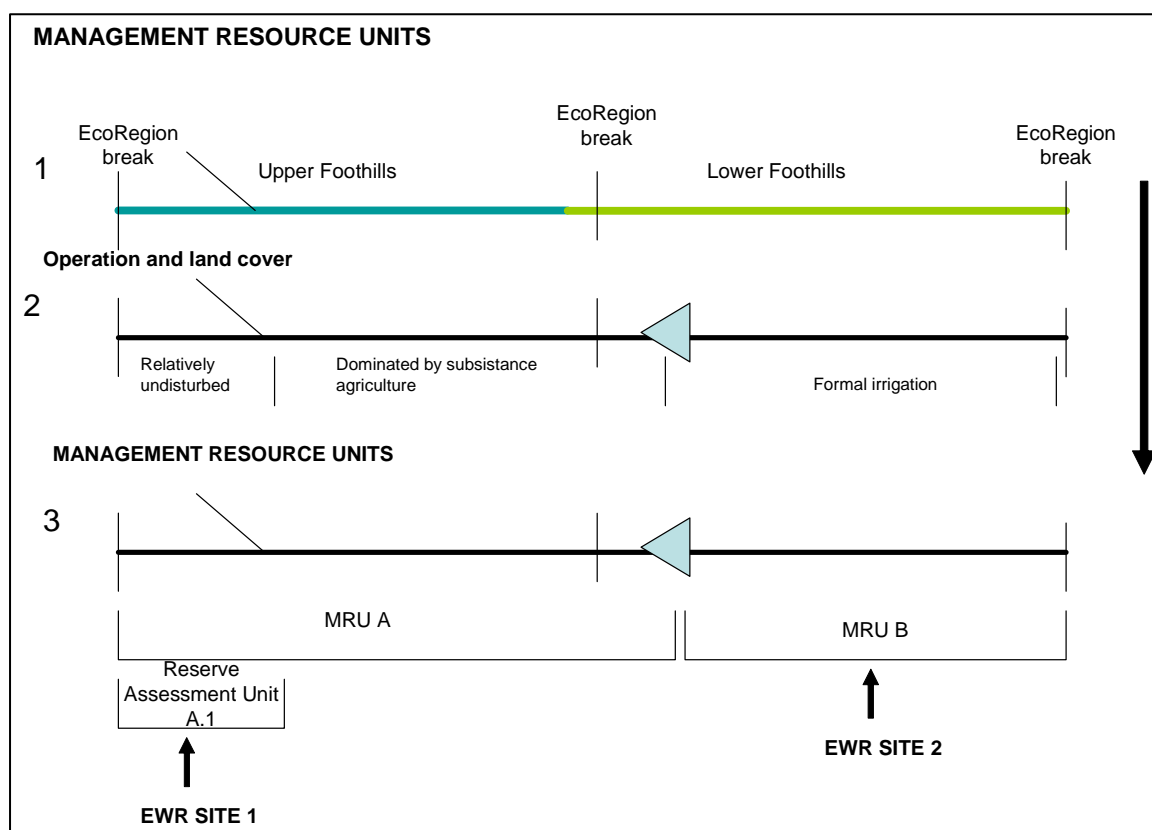 MANAGEMENT RESOURCE UNITS
EcoRegion
break
EcoRegion
break
EcoRegion
break
1
Upper Foothills
Lower Foothills
Operation and land cover
2
Relatively
undisturbed
Dominated by subsistance
agriculture
Formal irrigation
MANAGEMENT RESOURCE UNITS
3
MRU A
MRU B
Reserve
Assessment Unit
A.1
EWR SITE 2
EWR SITE 1